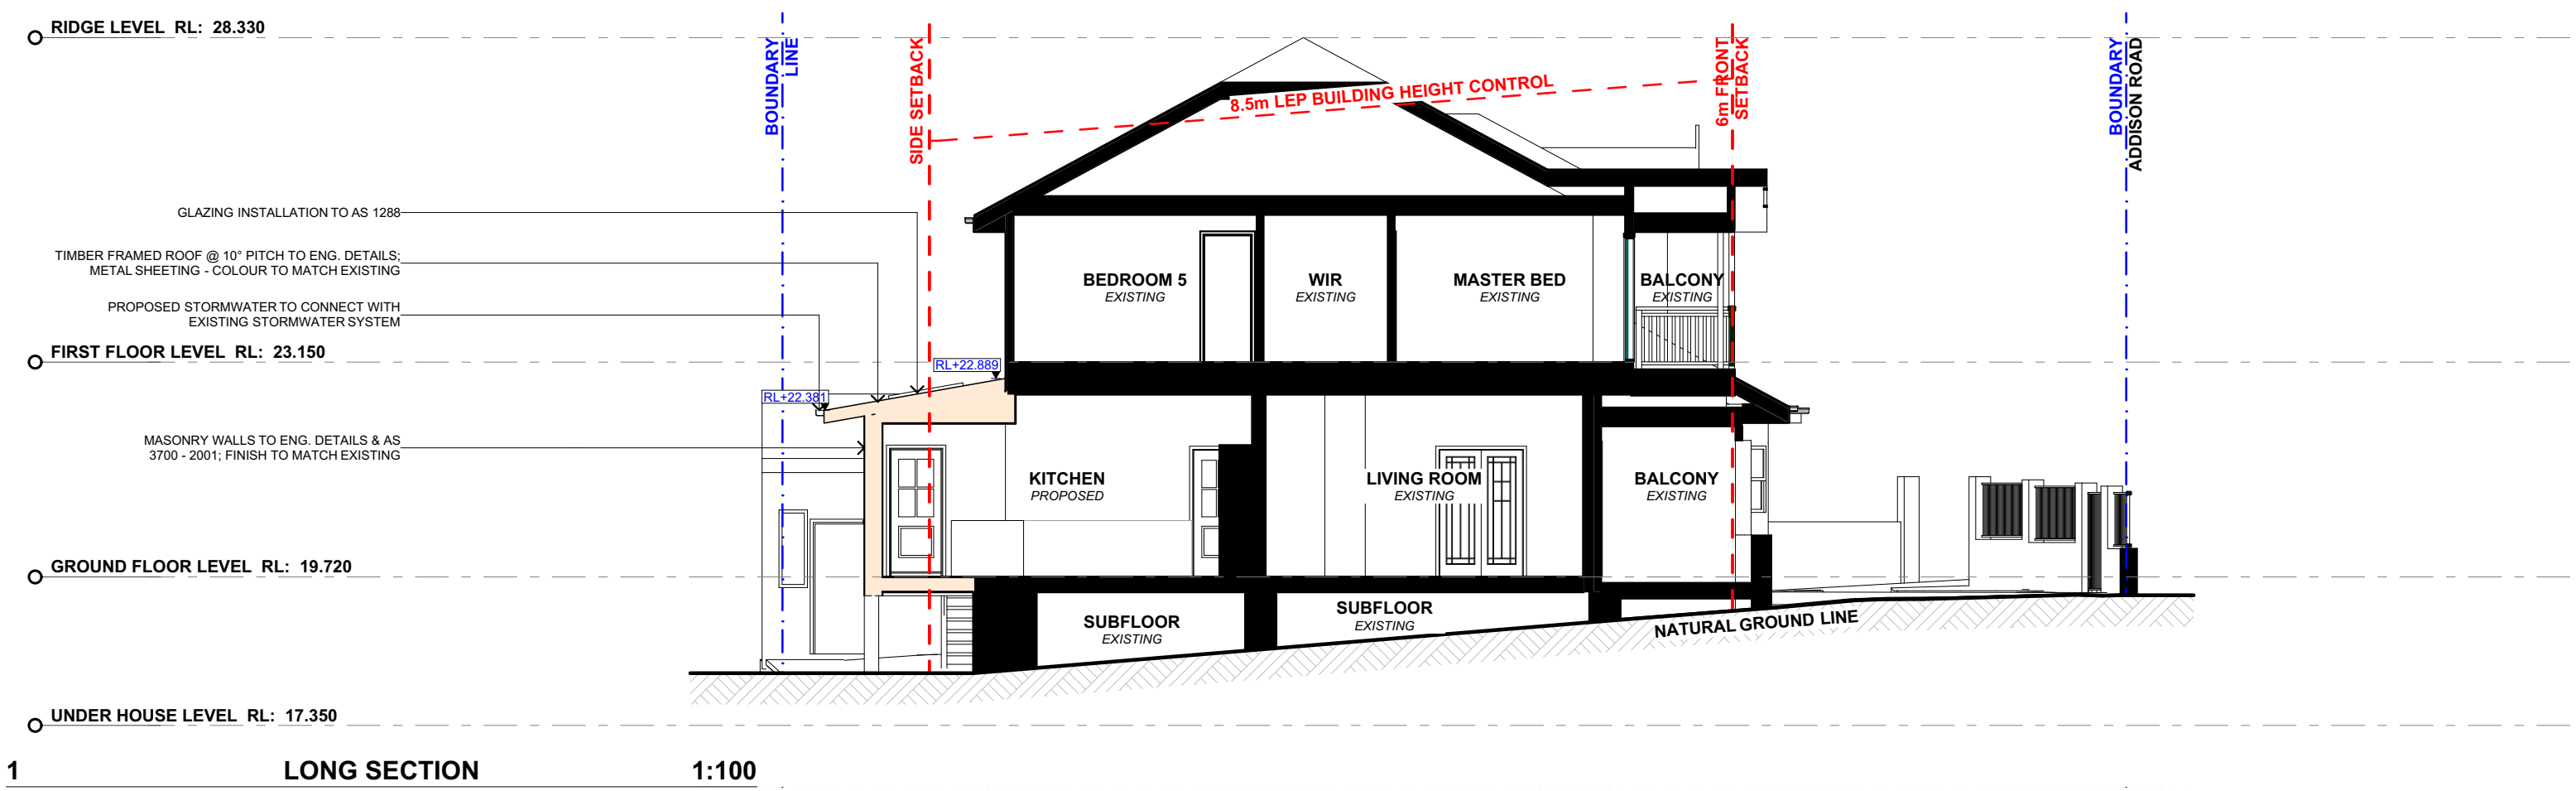 RIDGE LEVEL RL: 28.330
BOUNDARY
LINE
SIDE SETBACK
8.5m LEP BUILDING HEIGHT CONTROL
6m FRONT
SETBACK
BOUNDARY
ADDISON ROAD
GLAZING INSTALLATION TO AS 1288
TIMBER FRAMED ROOF @ 10° PITCH TO ENG. DETAILS;
METAL SHEETING - COLOUR TO MATCH EXISTING
PROPOSED STORMWATER TO CONNECT WITH
EXISTING STORMWATER SYSTEM
BEDROOM 5
EXISTING
WIR
EXISTING
MASTER BED
EXISTING
BALCONY
EXISTING
FIRST FLOOR LEVEL RL: 23.150
RL+22.889
RL+22.381
MASONRY WALLS TO ENG. DETAILS & AS
3700 - 2001; FINISH TO MATCH EXISTING
KITCHEN
PROPOSED
LIVING ROOM
EXISTING
BALCONY
EXISTING
GROUND FLOOR LEVEL RL: 19.720
SUBFLOOR
EXISTING
SUBFLOOR
EXISTING
NATURAL GROUND LINE
UNDER HOUSE LEVEL RL: 17.350
1 LONG SECTION 1:100